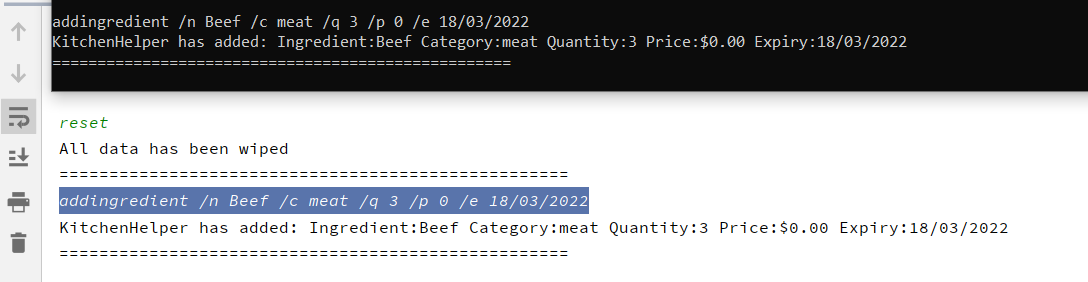 addingredient /n Beef /c meat /q 3 /p 0 /e 18/03/2022
KitchenHelper has added: Ingredient:Beef Category:meat Quantity:3 Price:$0.00 Expiry:18/03/2022
===================================================
reset
All data has been wiped
===================================================
addingredient /n Beef /c meat /q 3 /p 0 /e 18/03/2022
KitchenHelper has added: Ingredient:Beef Category:meat Quantity:3 Price:$0.00 Expiry:18/03/2022
===================================================